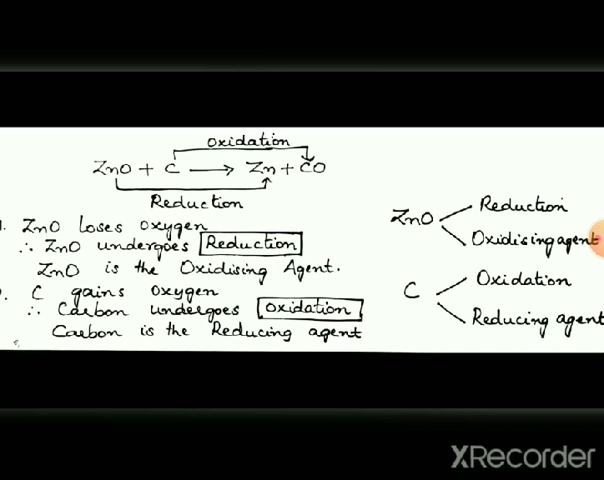 Oxidation
ZnO + C → Zn + CO
Reduction
1. ZnO loses oxygen
∴ ZnO undergoes Reduction
ZnO is the Oxidising Agent.
C gains oxygen
∴ Carbon undergoes Oxidation
Carbon is the Reducing agent
ZnO
Reduction
Oxidising agent
C
Oxidation
Reducing agent
XRecorder